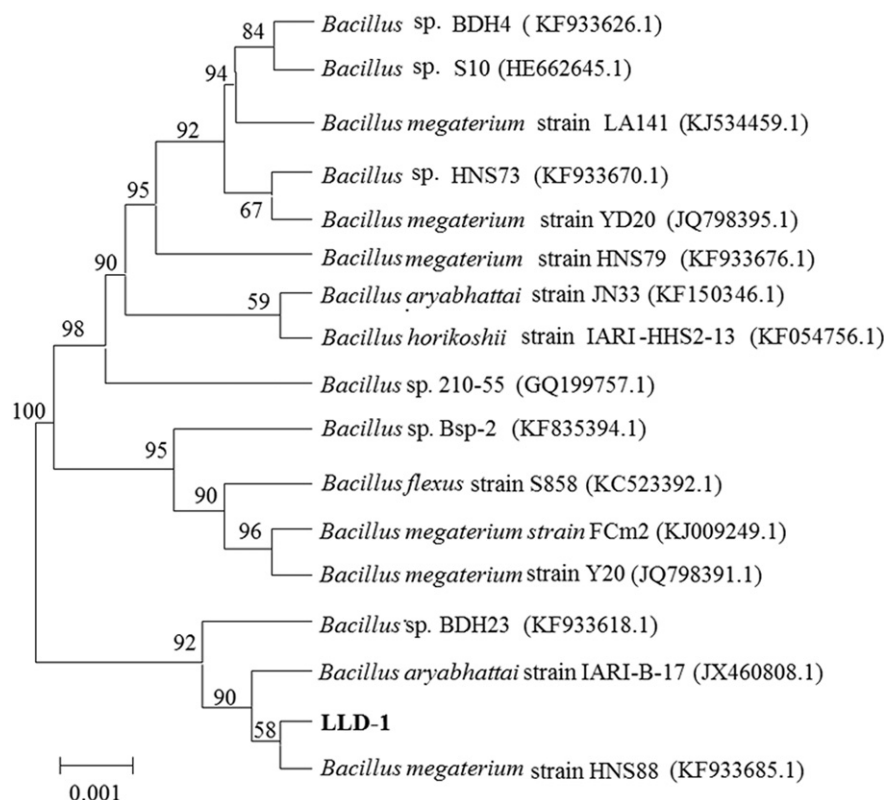 84
Bacillus sp. BDH4 ( KF933626.1)
94
Bacillus sp. S10 (HE662645.1)
92
Bacillus megaterium strain LA141 (KJ534459.1)
95
Bacillus sp. HNS73 (KF933670.1)
67
Bacillus megaterium strain YD20 (JQ798395.1)
90
Bacillus megaterium strain HNS79 (KF933676.1)
59
Bacillus aryabhattai strain JN33 (KF150346.1)
98
Bacillus horikoshii strain IARI-HHS2-13 (KF054756.1)
Bacillus sp. 210-55 (GQ199757.1)
100
Bacillus sp. Bsp-2 (KF835394.1)
95
Bacillus flexus strain S858 (KC523392.1)
90
Bacillus megaterium strain FCm2 (KJ009249.1)
96
Bacillus megaterium strain Y20 (JQ798391.1)
Bacillus sp. BDH23 (KF933618.1)
92
Bacillus aryabhattai strain IARI-B-17 (JX460808.1)
90
LLD-1
58
Bacillus megaterium strain HNS88 (KF933685.1)
0.001